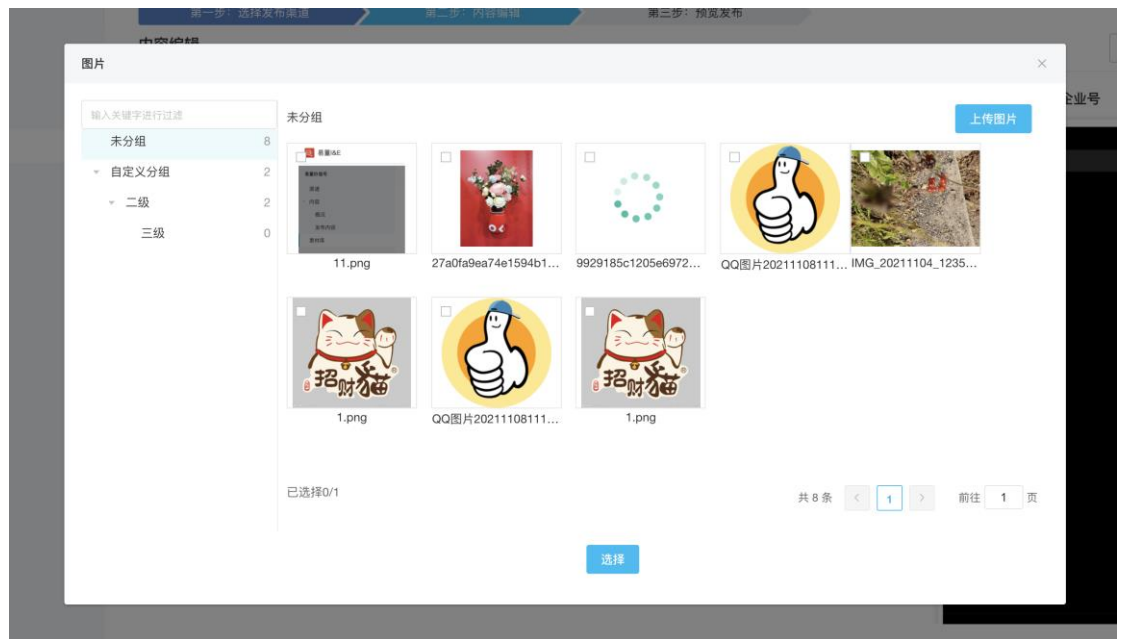 第一步：选择发布渠道
第二步：内容编辑
第三步：预览发布
内容编辑
企业号
图片
输入关键字进行过滤
未分组 8
自定义分组 2
二级 2
三级 0
未分组
上传图片
11.png
27a0fa9ea74e1594b1...
9929185c1205e6972...
QQ图片20211108111...
IMG_20211104_1235...
招财猫
1.png
QQ图片20211108111...
招财猫
1.png
已选择0/1
共 8 条
1
前往 1 页
选择